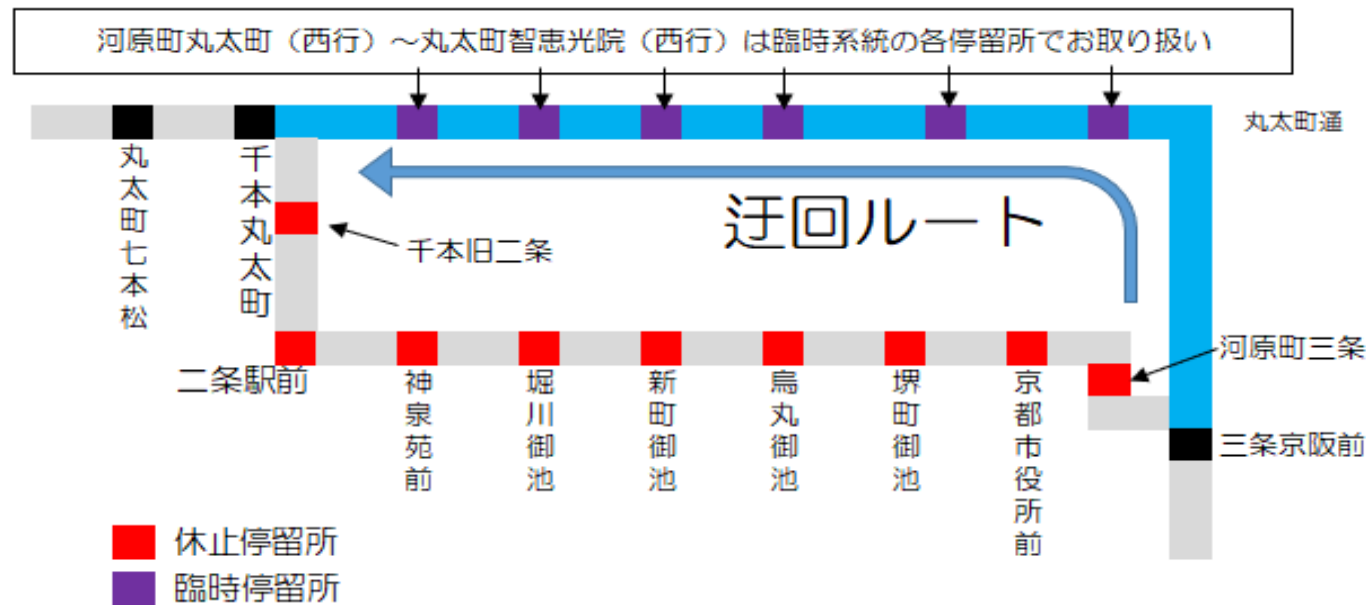 河原町丸太町（西行）～丸太町智恵光院（西行）は臨時系統の各停留所でお取り扱い
丸太町通
丸太町七本松
千本丸太町
迂回ルート
千本旧二条
河原町三条
二条駅前
神泉苑前
堀川御池
新町御池
烏丸御池
堺町御池
京都市役所前
三条京阪前
休止停留所
臨時停留所